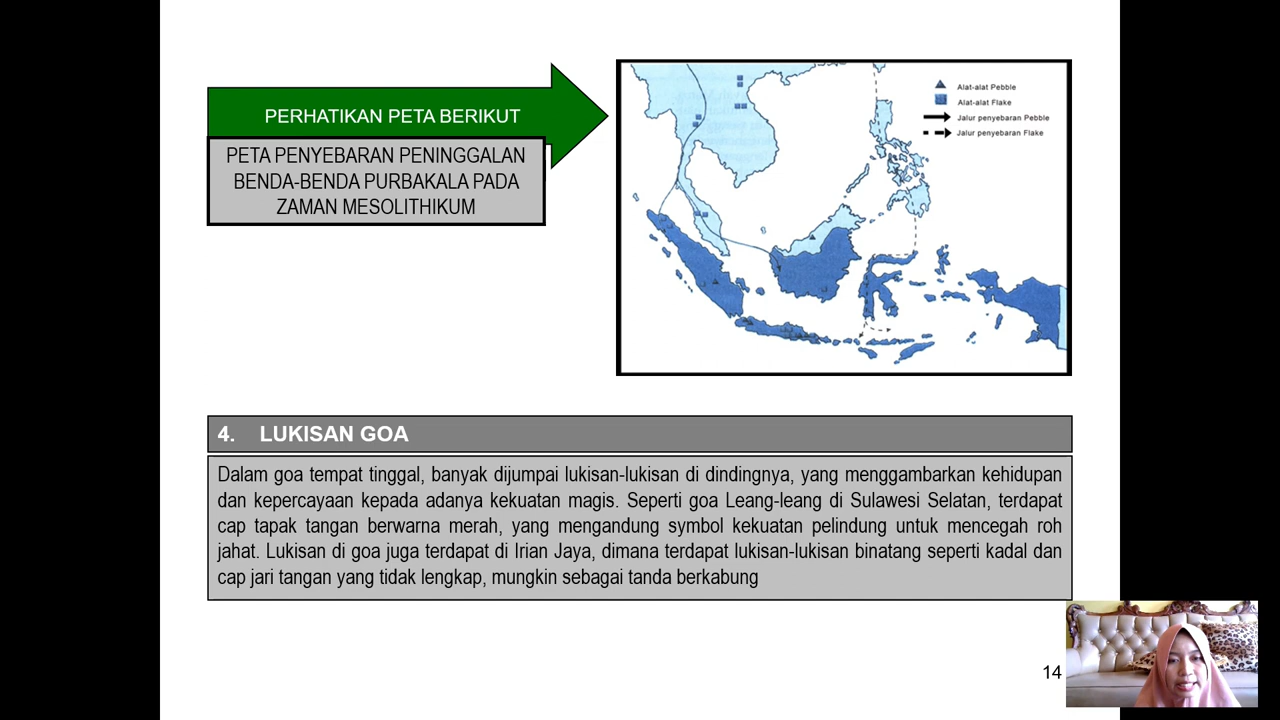 PERHATIKAN PETA BERIKUT
PETA PENYEBARAN PENINGGALAN
BENDA-BENDA PURBAKALA PADA
ZAMAN MESOLITHIKUM
Alat-alat Pebble
Alat-alat Flake
Jalur penyebaran Pebble
Jalur penyebaran Flake
4. LUKISAN GOA
Dalam goa tempat tinggal, banyak dijumpai lukisan-lukisan di dindingnya, yang menggambarkan kehidupan
dan kepercayaan kepada adanya kekuatan magis. Seperti goa Leang-leang di Sulawesi Selatan, terdapat
cap tapak tangan berwarna merah, yang mengandung symbol kekuatan pelindung untuk mencegah roh
jahat. Lukisan di goa juga terdapat di Irian Jaya, dimana terdapat lukisan-lukisan binatang seperti kadal dan
cap jari tangan yang tidak lengkap, mungkin sebagai tanda berkabung
14